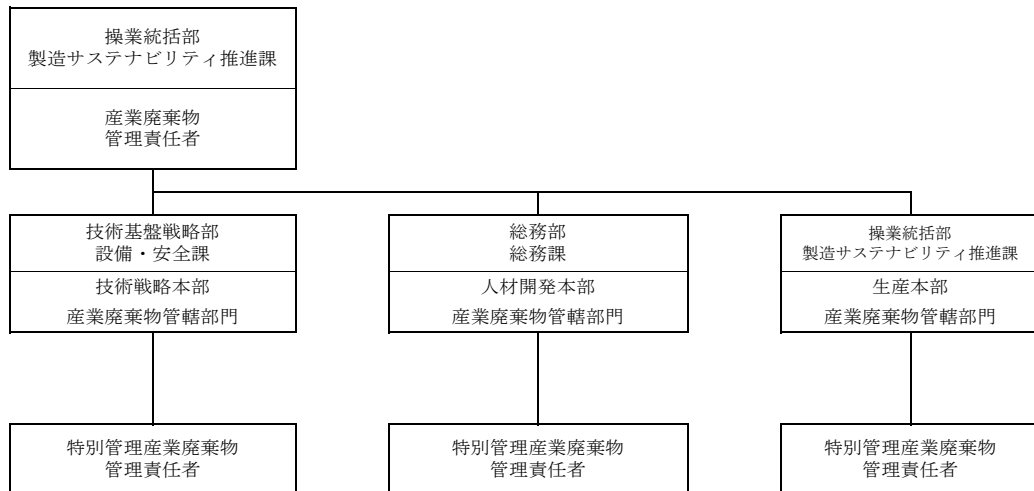 操業統括部
製造サステナビリティ推進課
産業廃棄物
管理責任者
技術基盤戦略部
設備・安全課
技術戦略本部
産業廃棄物管轄部門
総務部
総務課
人材開発本部
産業廃棄物管轄部門
操業統括部
製造サステナビリティ推進課
生産本部
産業廃棄物管轄部門
特別管理産業廃棄物
管理責任者
特別管理産業廃棄物
管理責任者
特別管理産業廃棄物
管理責任者